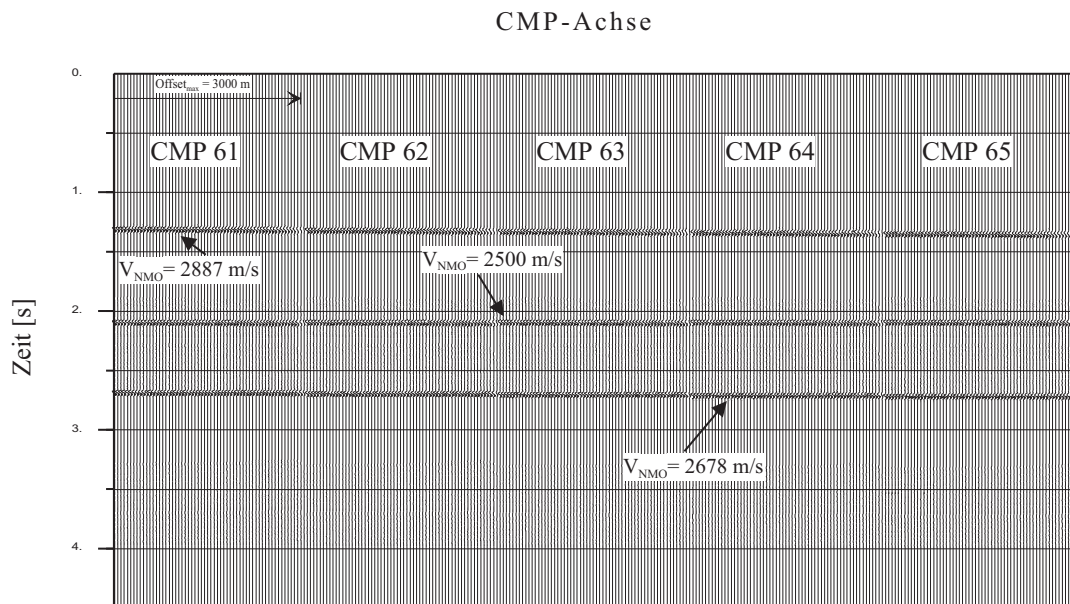 CMP-Achse
0.
Offsetmax = 3000 m
CMP 61 CMP 62 CMP 63 CMP 64 CMP 65
1.
VNMO= 2887 m/s
VNMO= 2500 m/s
2.
Zeit [s]
3.
VNMO= 2678 m/s
4.